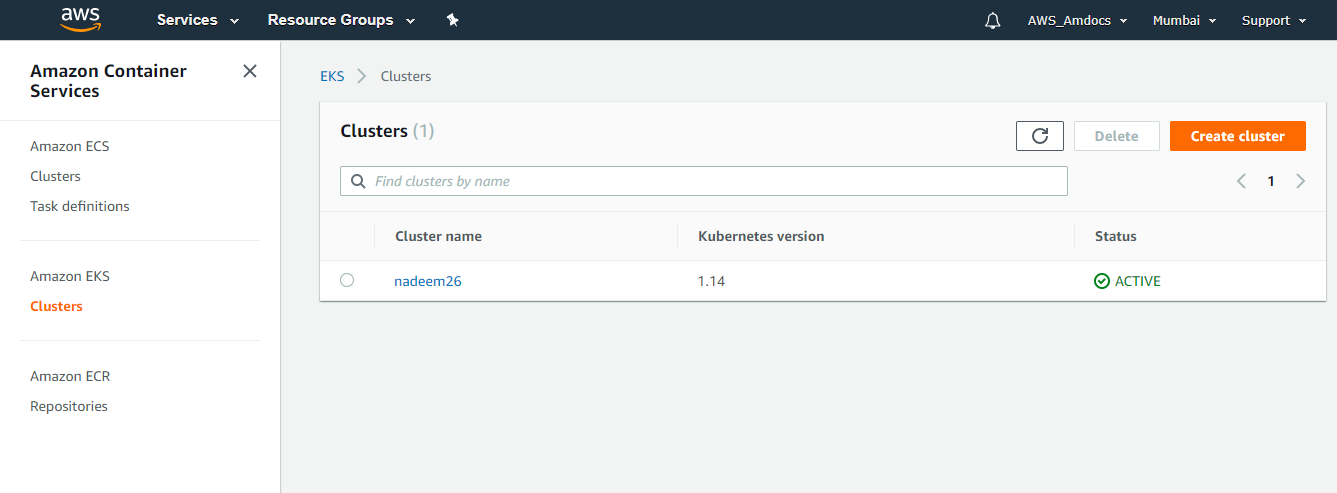 aws Services Resource Groups AWS_Amdocs Mumbai Support
Amazon Container
Services
EKS Clusters
Clusters (1)
Delete
Create cluster
Find clusters by name
1
Amazon ECS
Clusters
Task definitions
Amazon EKS
Clusters
Amazon ECR
Repositories
Cluster name Kubernetes version Status
nadeem26 1.14 ACTIVE